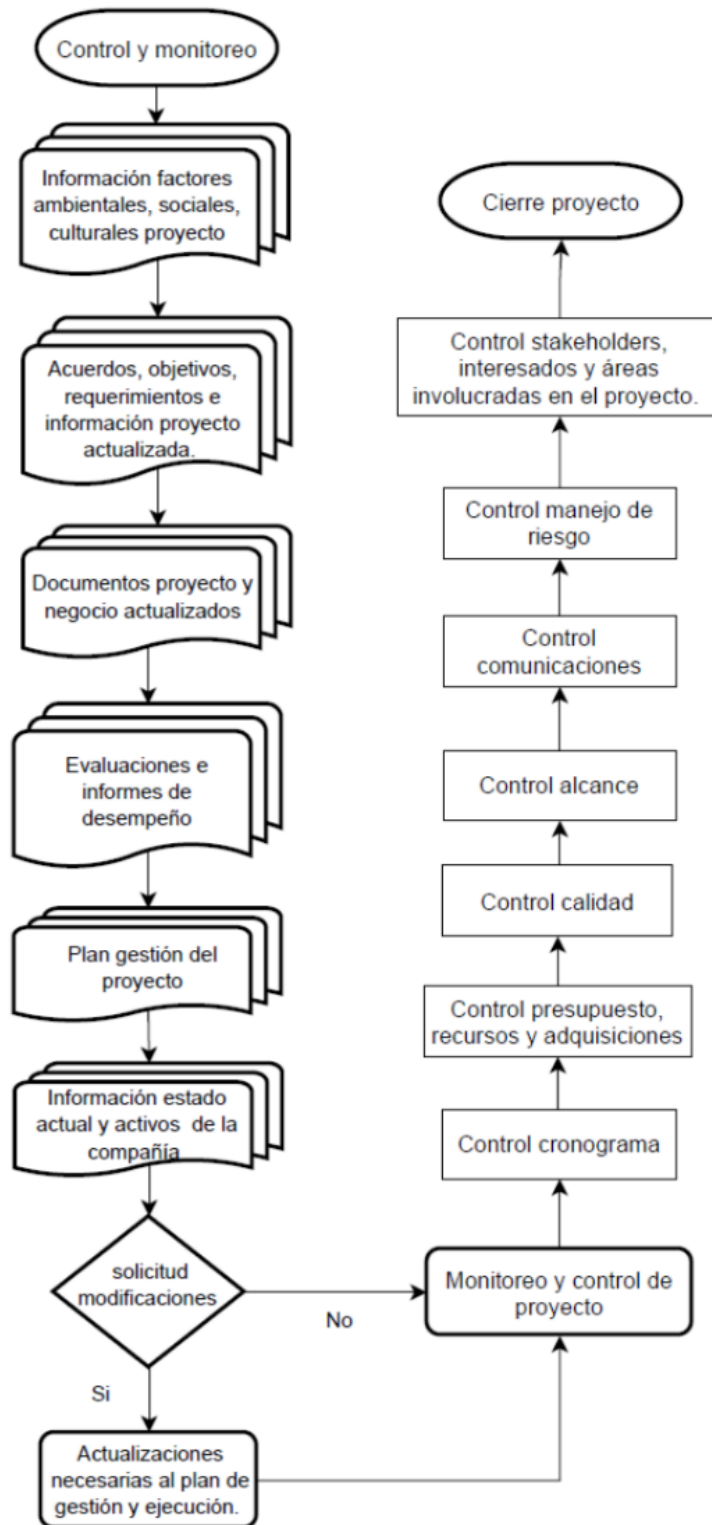 Control y monitoreo
Información factores
ambientales, sociales,
culturales proyecto
Acuerdos, objetivos,
requerimientos e
información proyecto
actualizada.
Documentos proyecto y
negocio actualizados
Evaluaciones e
informes de
desempeño
Plan gestión del
proyecto
Información estado
actual y activos de la
compañía
solicitud
modificaciones
No
Si
Actualizaciones
necesarias al plan de
gestión y ejecución.
Monitoreo y control de
proyecto
Control cronograma
Control presupuesto,
recursos y adquisiciones
Control calidad
Control alcance
Control
comunicaciones
Control manejo de
riesgo
Control stakeholders,
interesados y áreas
involucradas en el proyecto.
Cierre proyecto